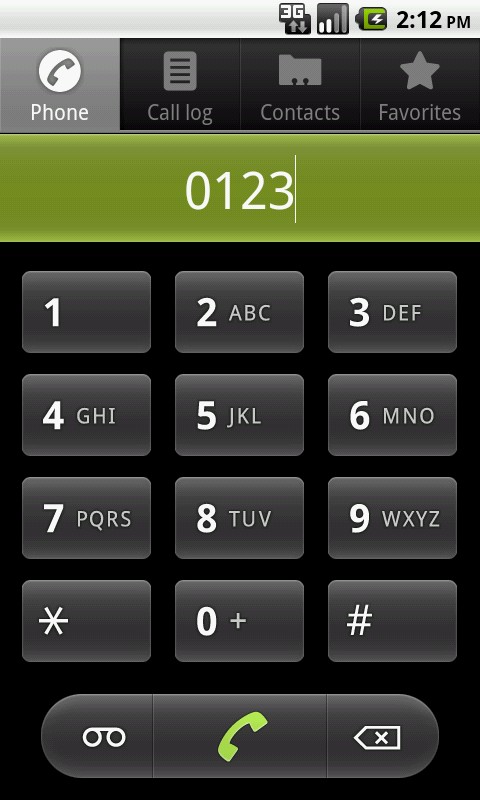 3G 2:12 PM
Phone Call log Contacts Favorites
0123
1 2 ABC 3 DEF
4 GHI 5 JKL 6 MNO
7 PQRS 8 TUV 9 WXYZ
* 0 + #